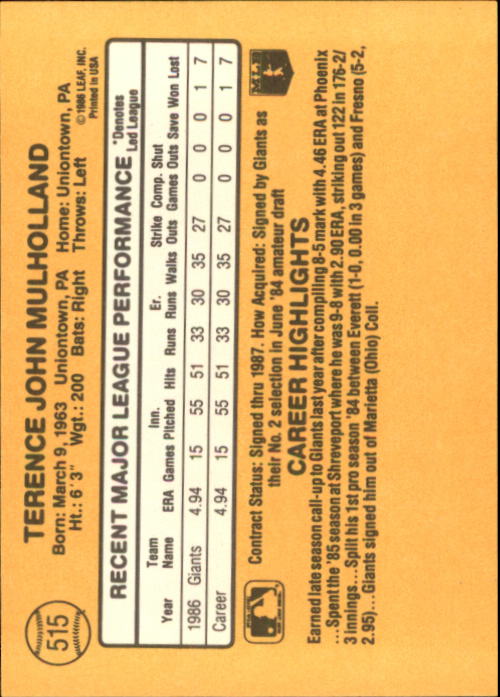 515
TERENCE JOHN MULHOLLAND
Born: March 9, 1963 Uniontown, PA Home: Uniontown, PA
Ht.: 6' 3" Wgt.: 200 Bats: Right Throws: Left
© 1986 LEAF, INC.
Printed in USA
RECENT MAJOR LEAGUE PERFORMANCE *Denotes Led League
Team Inn. Er. Strike Comp. Shut
Year Name ERA Games Pitched Hits Runs Runs Walks Outs Games Outs Save Won Lost
1986 Giants 4.94 15 55 51 33 30 35 27 0 0 0 1 7
Career 4.94 15 55 51 33 30 35 27 0 0 0 1 7
Contract Status: Signed thru 1987. How Acquired: Signed by Giants as
their No. 2 selection in June '84 amateur draft
MLB
CAREER HIGHLIGHTS
Earned late season call-up to Giants last year after compiling 8-5 mark with 4.46 ERA at Phoenix
... Spent the '85 season at Shreveport where he was 9-8 with 2.90 ERA, striking out 122 in 176-2/
3 innings... Split his 1st pro season '84 between Everett (1-0, 0.00 in 3 games) and Fresno (5-2,
2.95)... Giants signed him out of Marietta (Ohio) Coll.